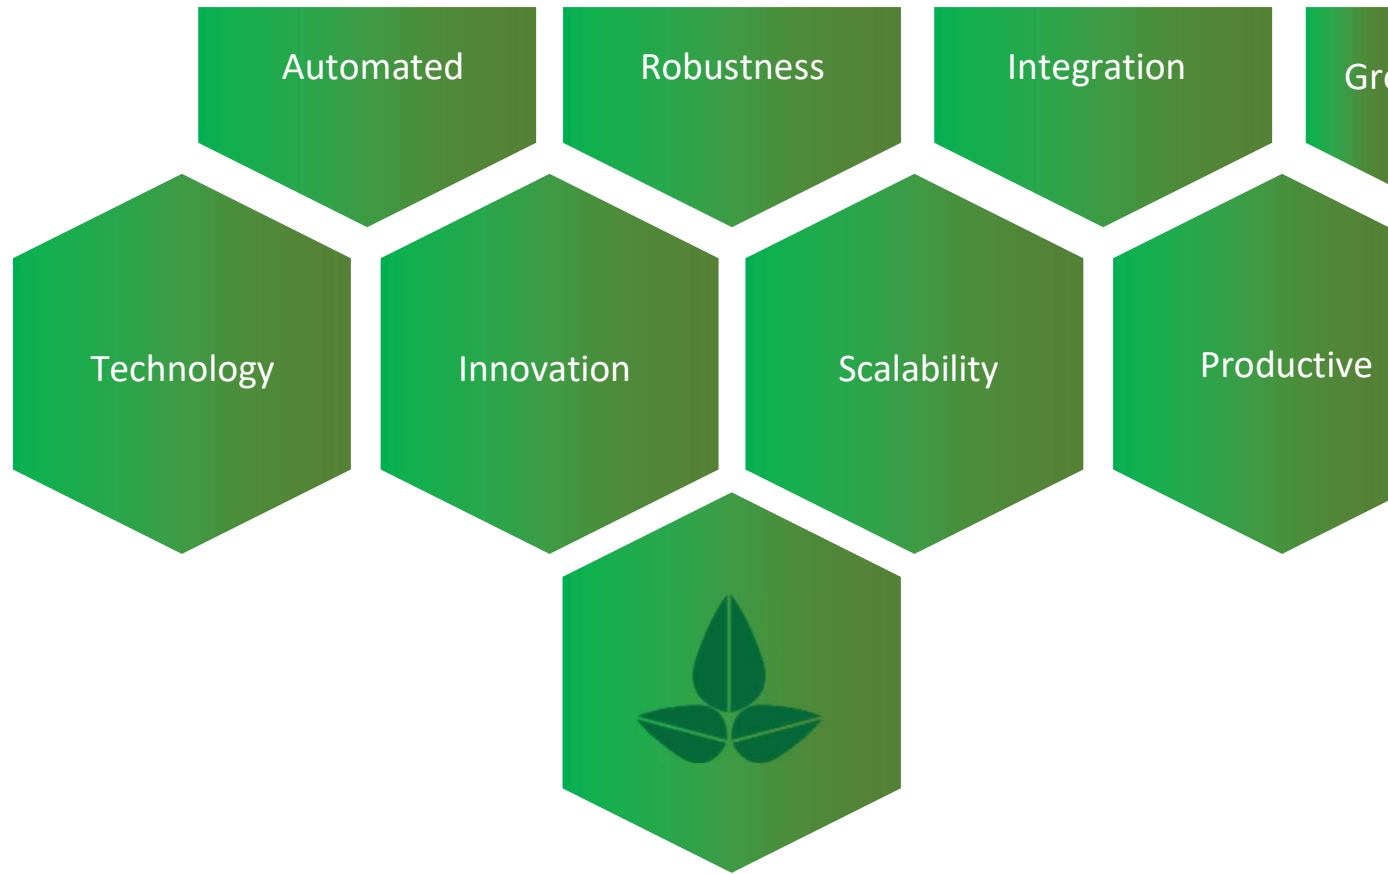 Automated
Robustness
Integration
Technology
Innovation
Scalability
Productive